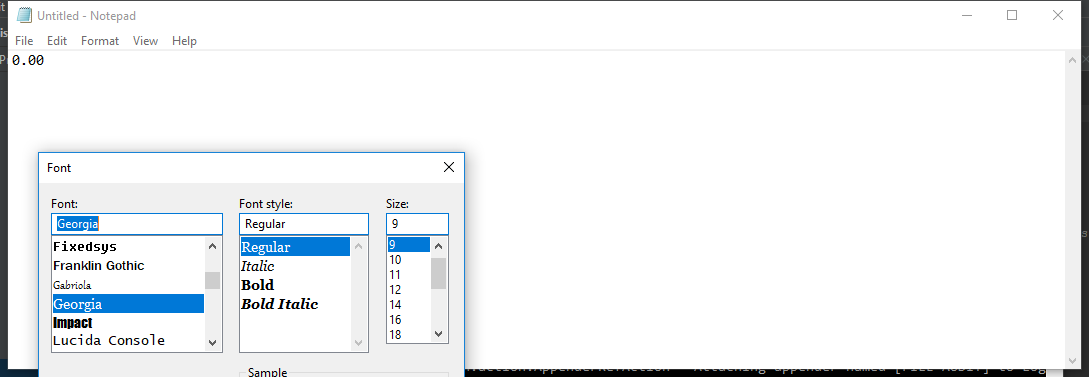 Untitled - Notepad
File Edit Format View Help
0.00
Font
Font: Font style: Size:
Georgia Regular 9
Fixedsys Regular 9
Franklin Gothic Italic 10
Gabriola Bold 11
Georgia Bold Italic 12
Impact 14
Lucida Console 16
18
Sample